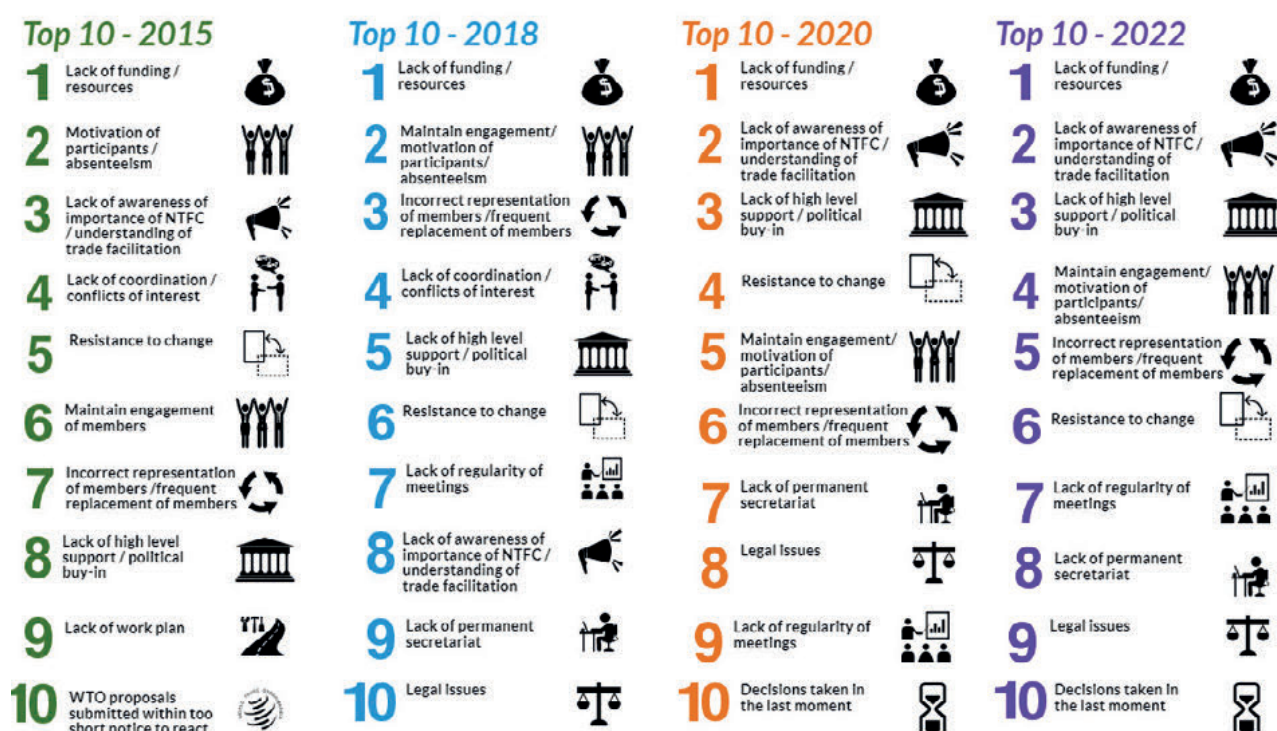 Top 10 - 2015
1
Lack of funding /
resources
2
Motivation of
participants /
absenteeism
3
Lack of awareness of
importance of NTFC
/ understanding of
trade facilitation
4
Lack of coordination /
conflicts of interest
5
Resistance to change
6
Maintain engagement
of members
7
Incorrect representation
of members /frequent
replacement of members
8
Lack of high level
support / political
buy-in
9
Lack of work plan
10
WTO proposals
submitted within too
short notice to react
Top 10 - 2018
1
Lack of funding /
resources
2
Maintain engagement/
motivation of
participants/
absenteeism
3
Incorrect representation
of members /frequent
replacement of members
4
Lack of coordination /
conflicts of interest
5
Lack of high level
support / political
buy-in
6
Resistance to change
7
Lack of regularity of
meetings
8
Lack of awareness of
importance of NTFC /
understanding of
trade facilitation
9
Lack of permanent
secretariat
10
Legal issues
Top 10 - 2020
1
Lack of funding /
resources
2
Lack of awareness of
importance of NTFC /
understanding of
trade facilitation
3
Lack of high level
support / political
buy-in
4
Resistance to change
5
Maintain engagement/
motivation of
participants/
absenteeism
6
Incorrect representation
of members /frequent
replacement of members
7
Lack of permanent
secretariat
8
Legal issues
9
Lack of regularity of
meetings
10
Decisions taken in
the last moment
Top 10 - 2022
1
Lack of funding /
resources
2
Lack of awareness of
importance of NTFC /
understanding of
trade facilitation
3
Lack of high level
support / political
buy-in
4
Maintain engagement/
motivation of
participants/
absenteeism
5
Incorrect representation
of members /frequent
replacement of members
6
Resistance to change
7
Lack of regularity of
meetings
8
Lack of permanent
secretariat
9
Legal issues
10
Decisions taken in
the last moment